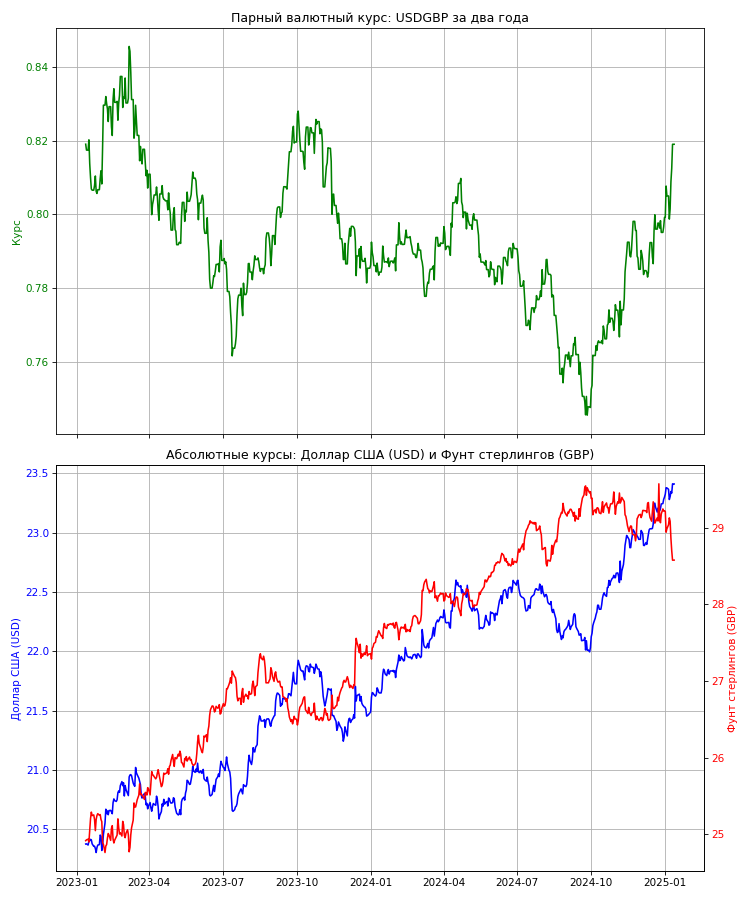 Парный валютный курс: USDGBP за два года
0.84
0.82
0.80
0.78
0.76
Курс
Абсолютные курсы: Доллар США (USD) и Фунт стерлингов (GBP)
23.5
23.0
22.5
22.0
21.5
21.0
20.5
Доллар США (USD)
29
28
27
26
25
Фунт стерлингов (GBP)
2023-01 2023-04 2023-07 2023-10 2024-01 2024-04 2024-07 2024-10 2025-01